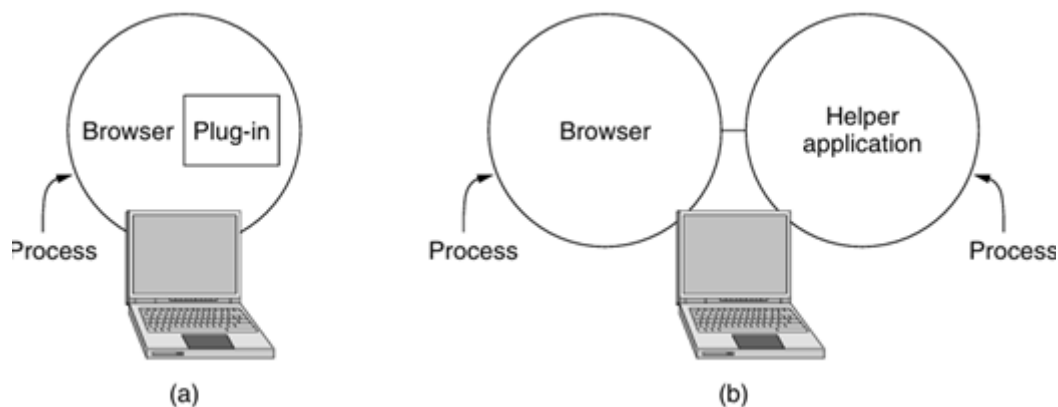 Browser
Plug-in
Process
(a)
Browser
Helper
application
Process
Process
(b)